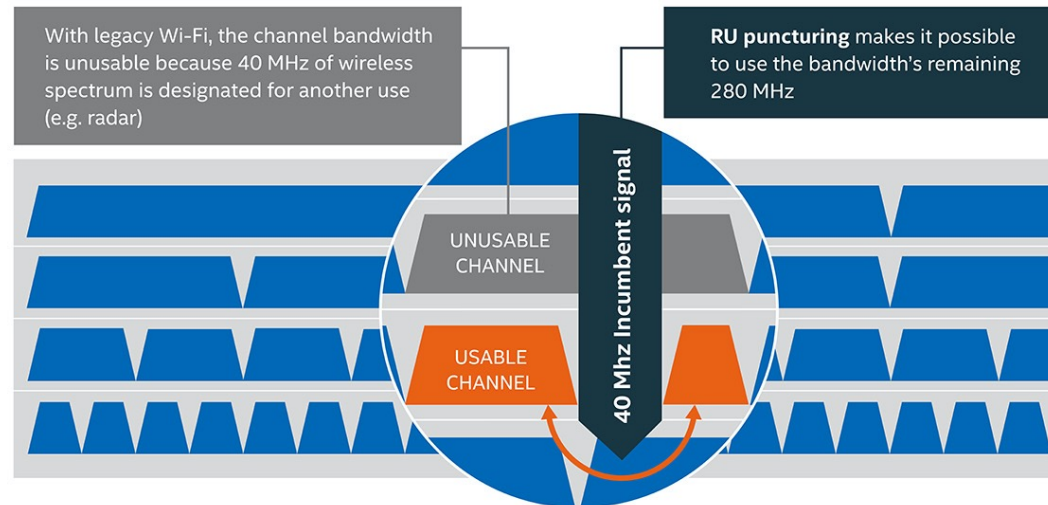 With legacy Wi-Fi, the channel bandwidth
is unusable because 40 MHz of wireless
spectrum is designated for another use
(e.g. radar)
RU puncturing makes it possible
to use the bandwidth's remaining
280 MHz
UNUSABLE
CHANNEL
USABLE
CHANNEL
40 Mhz Incumbent signal